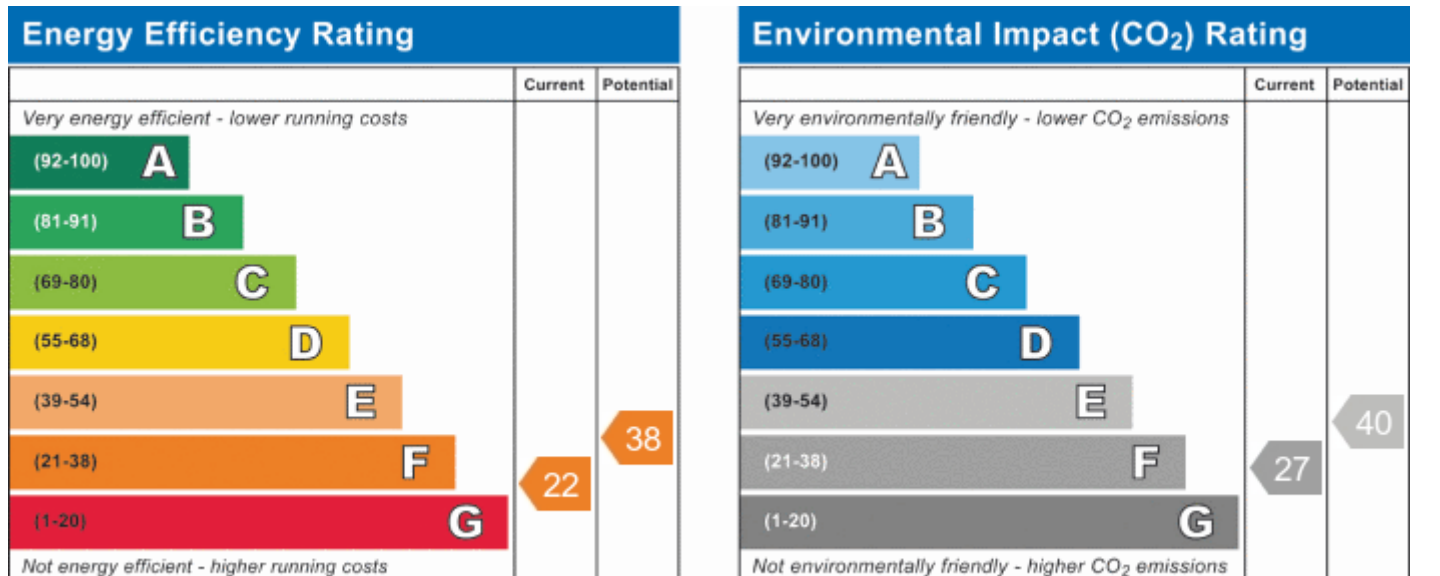 Energy Efficiency Rating
Current Potential
Very energy efficient - lower running costs
(92-100) A
(81-91) B
(69-80) C
(55-68) D
(39-54) E
(21-38) F
(1-20) G
22
38
Not energy efficient - higher running costs
Environmental Impact (CO₂) Rating
Current Potential
Very environmentally friendly - lower CO₂ emissions
(92-100) A
(81-91) B
(69-80) C
(55-68) D
(39-54) E
(21-38) F
(1-20) G
27
40
Not environmentally friendly - higher CO₂ emissions